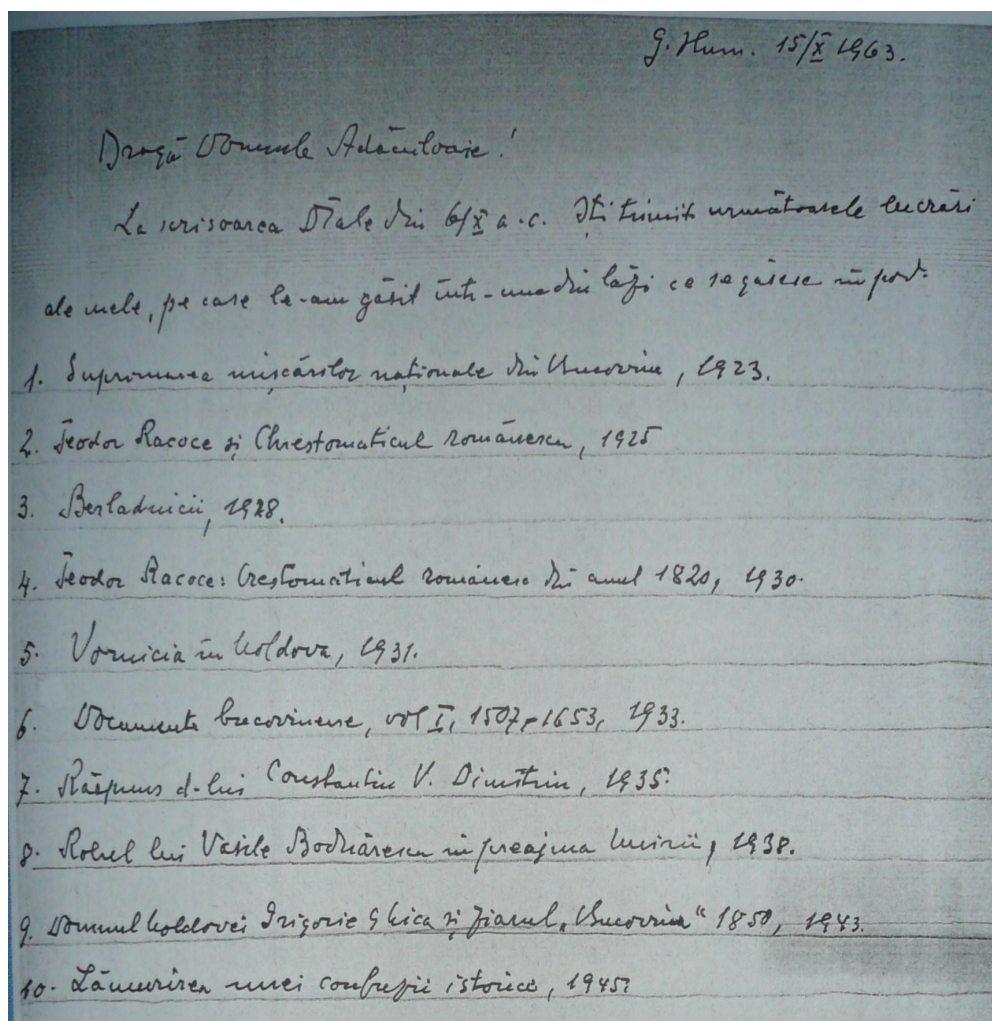 G. Hum. 15/X 1963.
Dragă Domnule Adăculoaie!
La scrisoarea Dtale din 6/X a.c. Iți trimit următoarele lucrări
ale mele, pe care le-am găsit într-una din lăzi ce se găsesc în pod:
1. Suprimarea mișcărilor naționale din Bucovina, 1923.
2. Teodor Racoce și Chrestomaticul românescu, 1925
3. Berladnicii, 1928.
4. Teodor Racoce: Crestomaticul românesc din anul 1820, 1930.
5. Vornicia în Moldova, 1931.
6. Documente bucovinene, vol I, 1507-1653, 1933.
7. Răspuns d-lui Constantin V. Dimitriu, 1935.
8. Rolul lui Vasile Bodnărescu în preajma Unirii, 1938.
9. Domnul Moldovei Grigorie Ghica și ziarul „Bucovina" 1850, 1943.
10. Lămurirea unei confuzii istorice, 1945.